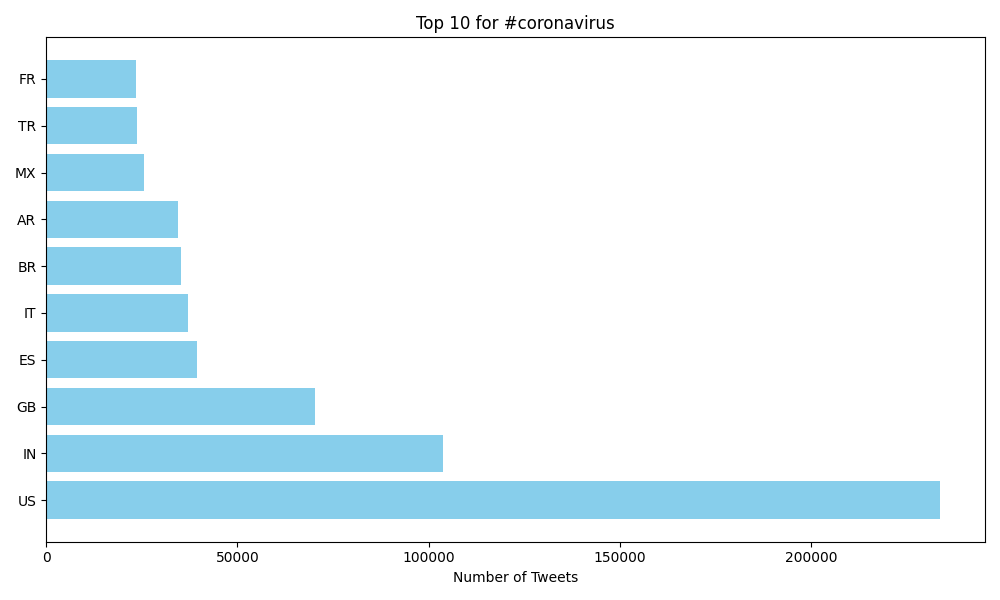 Top 10 for #coronavirus
FR
TR
MX
AR
BR
IT
ES
GB
IN
US
0 50000 100000 150000 200000
Number of Tweets